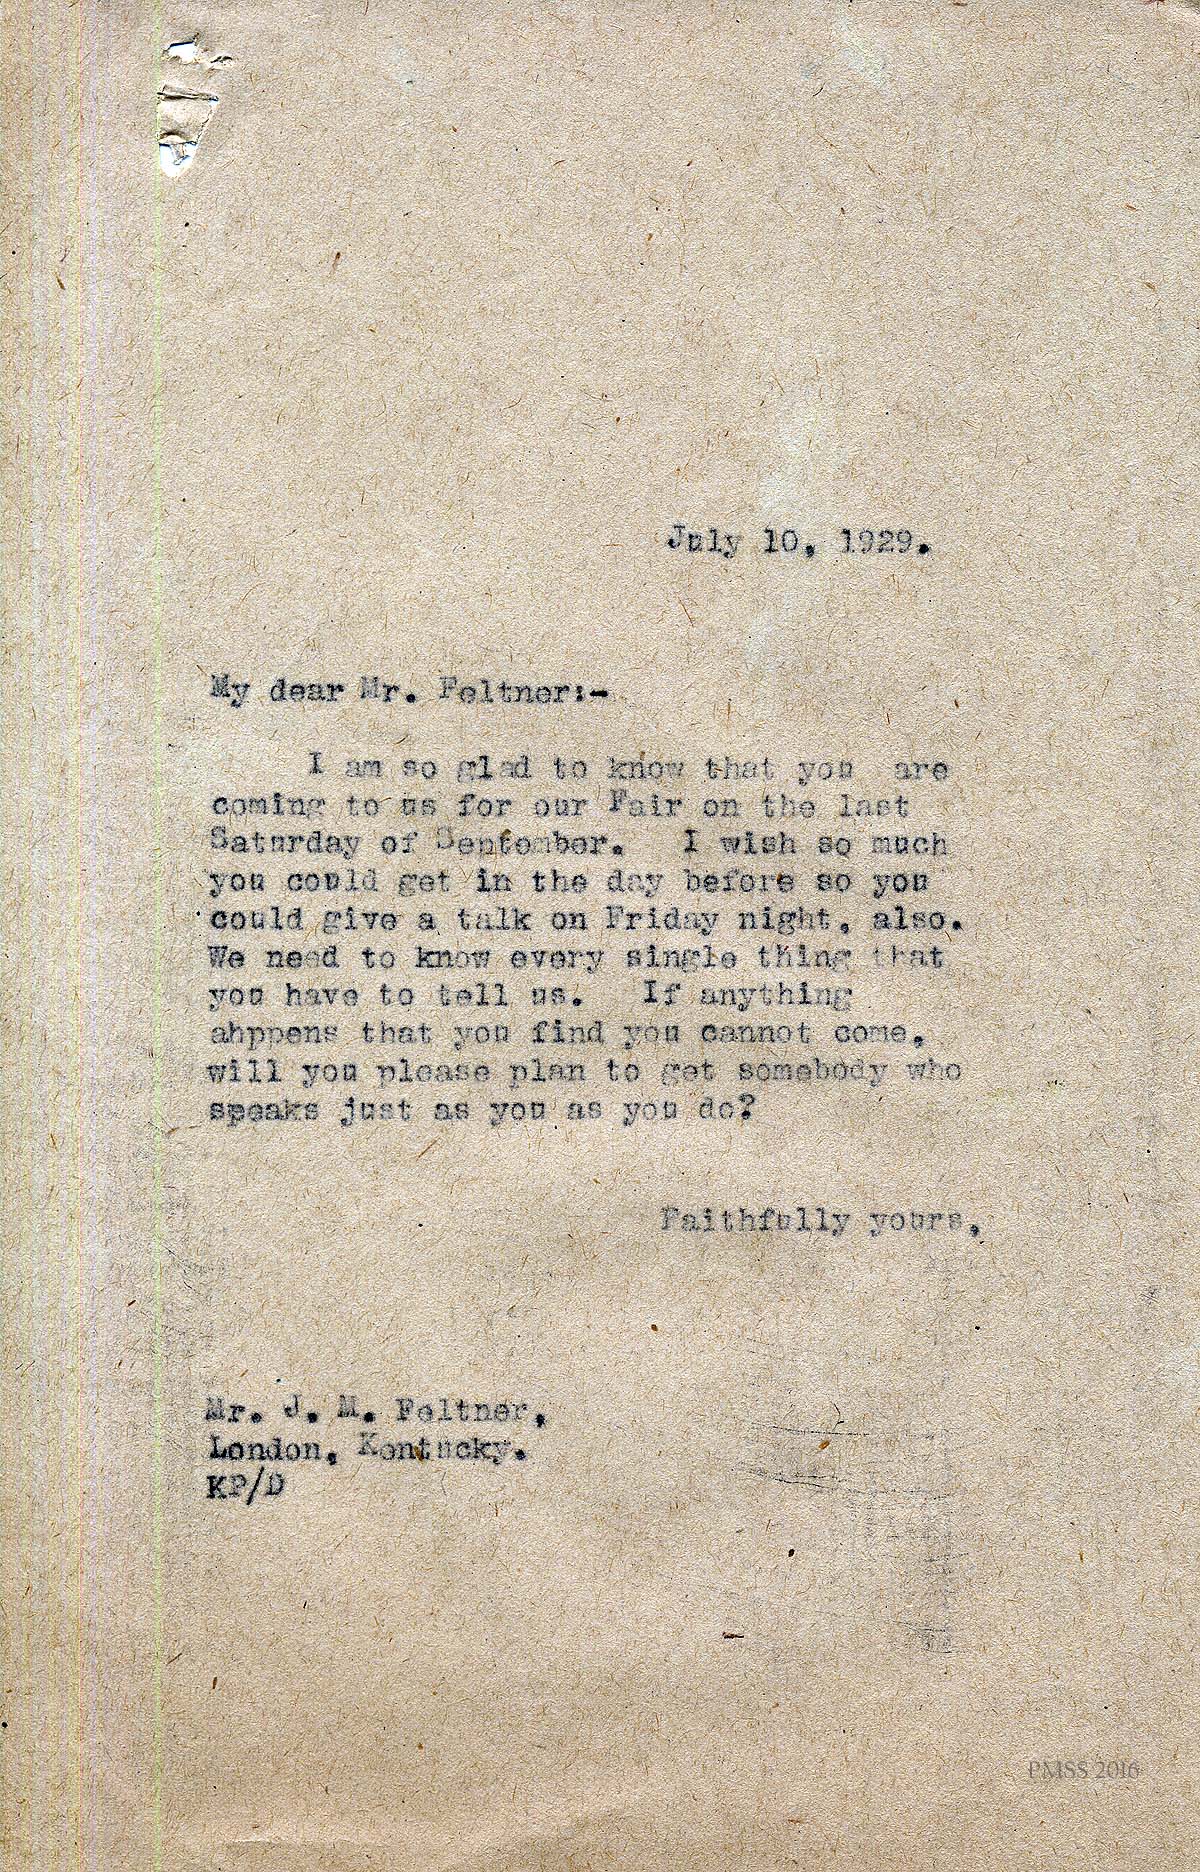 July 10, 1929.
My dear Mr. Feltner:-
I am so glad to know that you are
coming to us for our Fair on the last
Saturday of September. I wish so much
you could get in the day before so you
could give a talk on Friday night, also.
We need to know every single thing that
you have to tell us. If anything
ahppens that you find you cannot come,
will you please plan to get somebody who
speaks just as you as you do?
Faithfully yours,
Mr. J. M. Feltner,
London, Kentucky.
KP/D
PMSS 2016